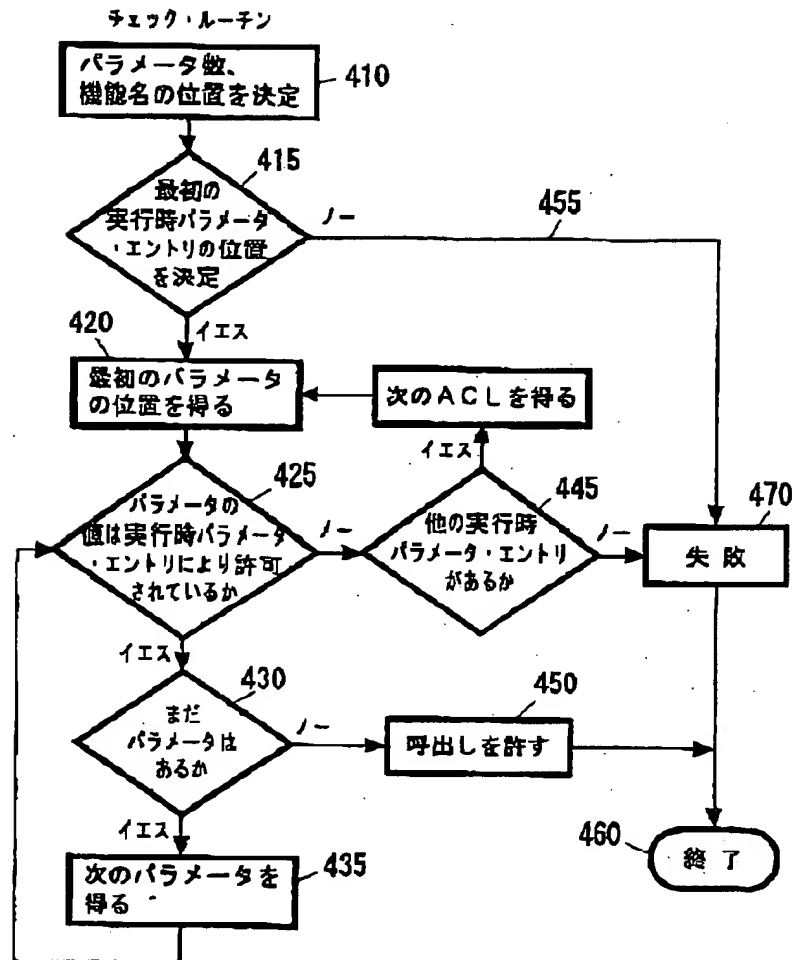 チェック・ルーチン
パラメータ数、
機能名の位置を決定
410
415
最初の
実行時パラメータ
・エントリの位置
を決定
ノー
455
イエス
420
最初のパラメータ
の位置を得る
次のACLを得る
イエス
425
パラメータの
値は実行時パラメータ
・エントリにより許可
されているか
ノー
445
他の実行時
パラメータ・エントリ
があるか
ノー
470
失敗
イエス
430
まだ
パラメータは
あるか
ノー
450
呼出しを許す
イエス
435
次のパラメータを
得る
460
終了